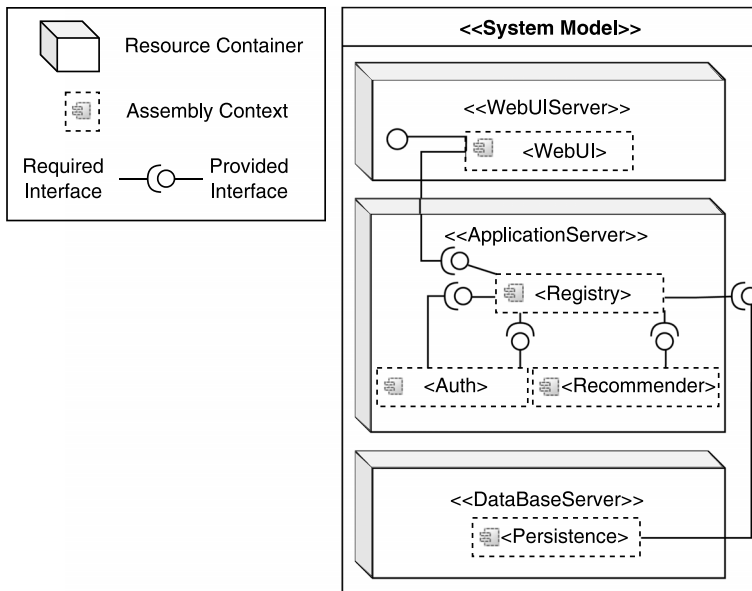 Resource Container
Assembly Context
Required Interface
Provided Interface
<<System Model>>
<<WebUIServer>>
<WebUI>
<<ApplicationServer>>
<Registry>
<Auth>
<Recommender>
<<DataBaseServer>>
<Persistence>